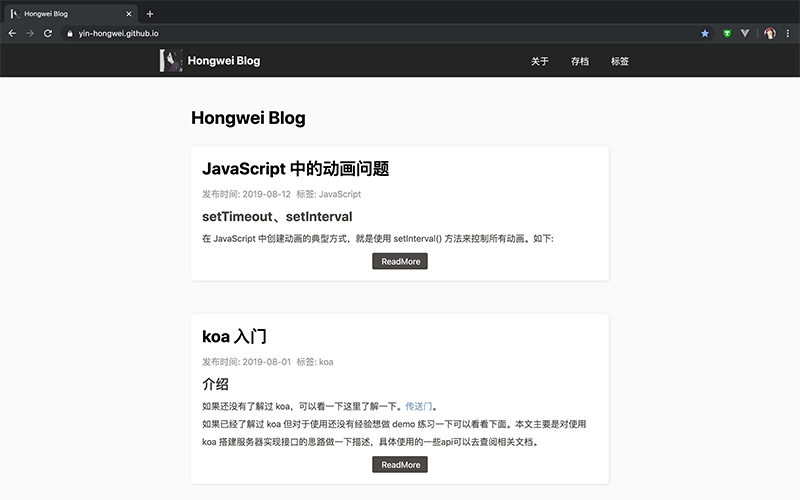 Hongwei Blog
yin-hongwei.github.io
Hongwei Blog
关于 存档 标签
Hongwei Blog
JavaScript 中的动画问题
发布时间: 2019-08-12 标签: JavaScript
setTimeout、setInterval
在 JavaScript 中创建动画的典型方式，就是使用 setInterval() 方法来控制所有动画。如下:
ReadMore
koa 入门
发布时间: 2019-08-01 标签: koa
介绍
如果还没有了解过 koa，可以看一下这里了解一下。传送门。
如果已经了解过 koa 但对于使用还没有经验想做 demo 练习一下可以看看下面。本文主要是对使用
koa 搭建服务器实现接口的思路做一下描述，具体使用的一些api可以去查阅相关文档。
ReadMore